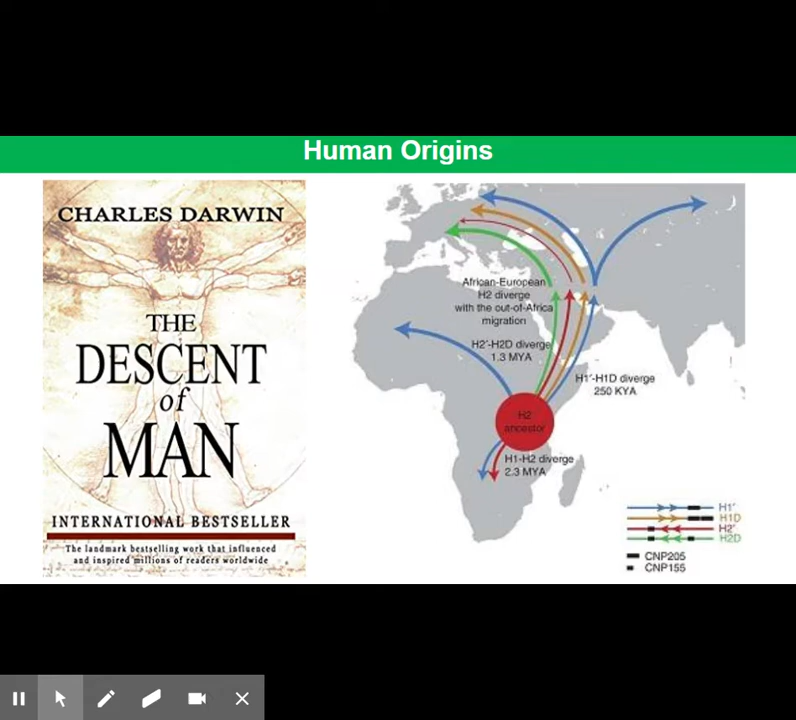 Human Origins
CHARLES DARWIN
THE
DESCENT
of
MAN
INTERNATIONAL BESTSELLER
The landmark bestselling work that influenced
and inspired millions of readers worldwide
African-European
H2 diverge
with the out-of-Africa
migration
H2'-H2D diverge
1.3 MYA
H1'-H1D diverge
250 KYA
H2'
ancestor
H1-H2 diverge
2.3 MYA
H1'
H1D
H2'
H2D
CNP205
CNP155